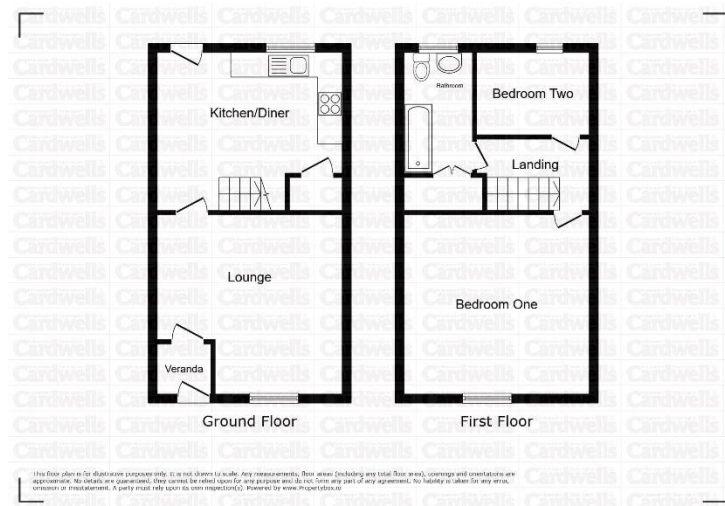 Kitchen/Diner
Bathroom
Bedroom Two
Landing
Lounge
Bedroom One
Veranda
Ground Floor
First Floor
This floor plan is for illustrative purposes only. It is not drawn to scale. Any measurements, floor areas (including any total floor area), openings and orientations are
approximate. No details are guaranteed, they cannot be relied upon for any purpose and do not form any part of any agreement. No liability is taken for any error,
omission or misstatement. A party must rely upon its own inspection(s). Powered by www.Propertybox.io
Cardwells